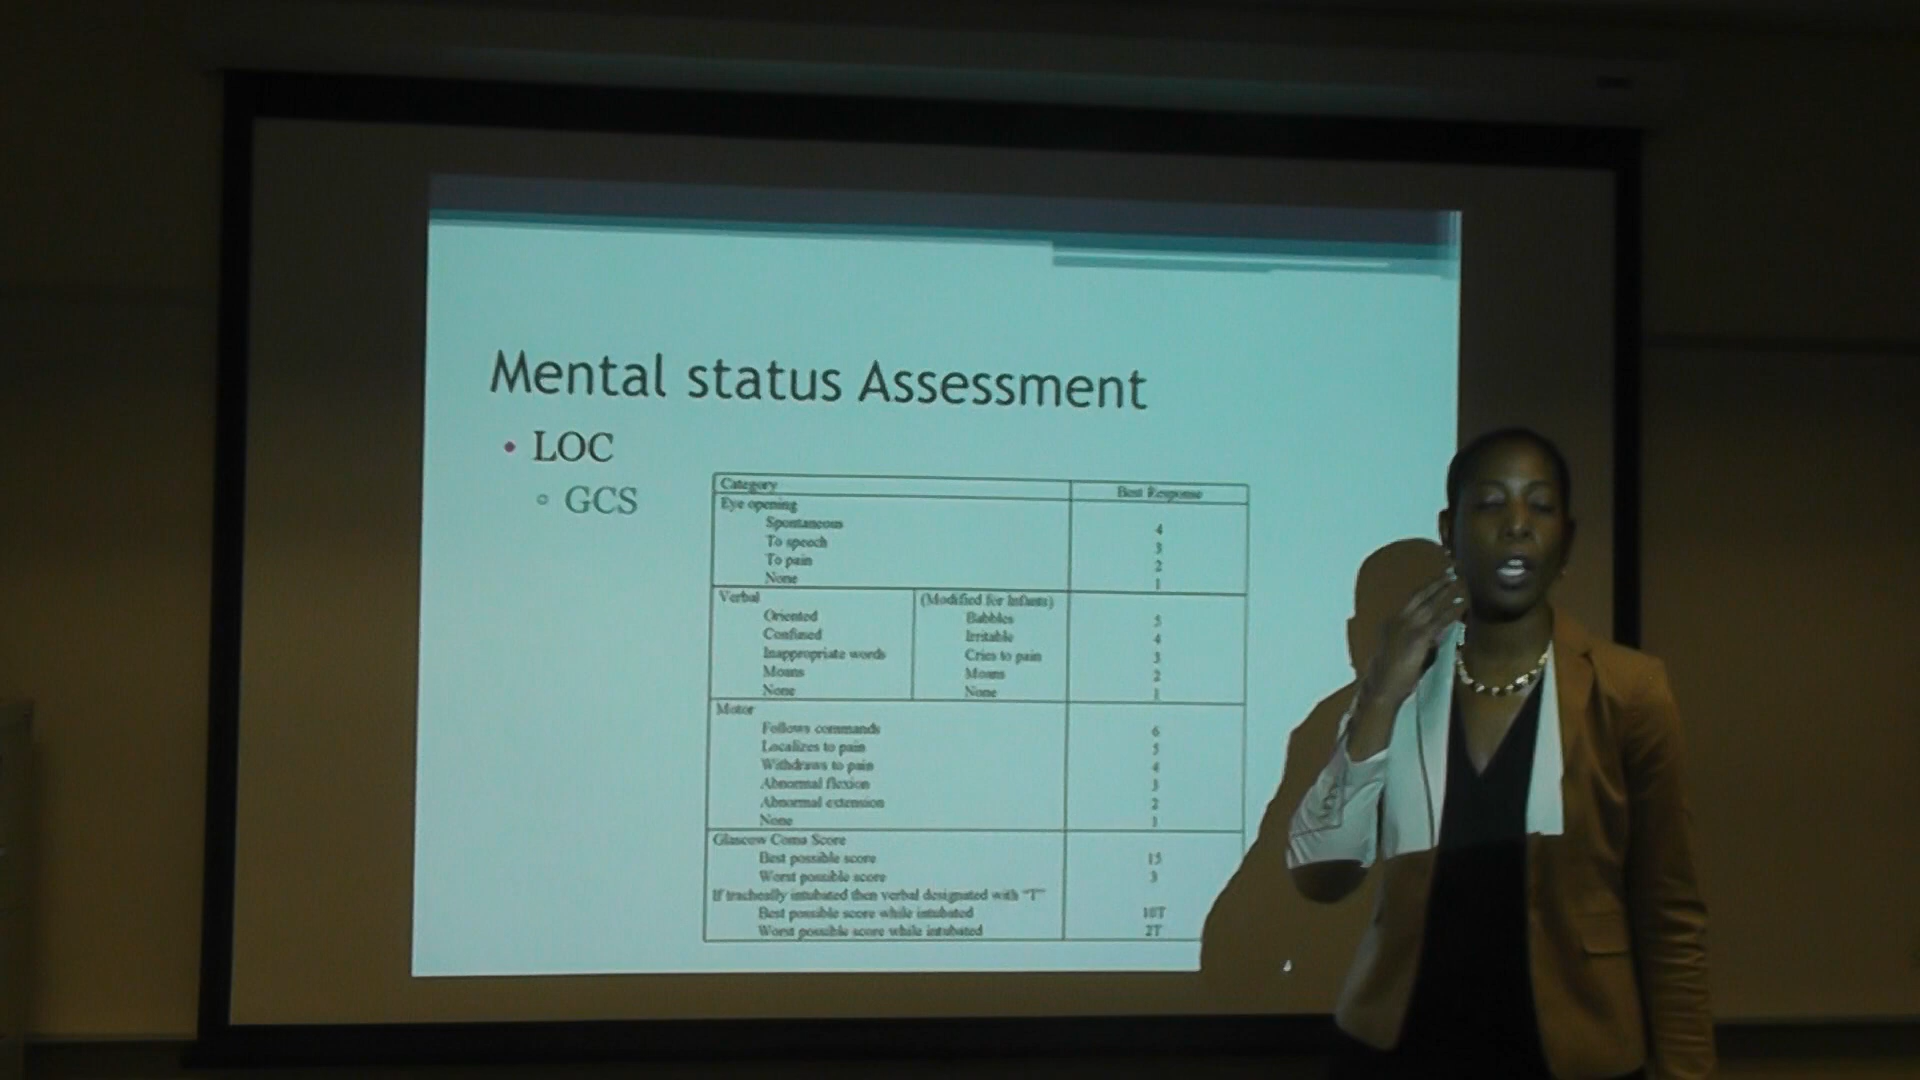 Mental status Assessment
• LOC
◦ GCS
Category Best Response
Eye opening
Spontaneous 4
To speech 3
To pain 2
None 1
Verbal (Modified for Infants)
Oriented Babbles 5
Confused Irritable 4
Inappropriate words Cries to pain 3
Moans Moans 2
None None 1
Motor
Follows commands 6
Localizes to pain 5
Withdraws to pain 4
Abnormal flexion 3
Abnormal extension 2
None 1
Glascow Coma Score
Best possible score 15
Worst possible score 3
If tracheally intubated then verbal designated with "T"
Best possible score while intubated 10T
Worst possible score while intubated 2T